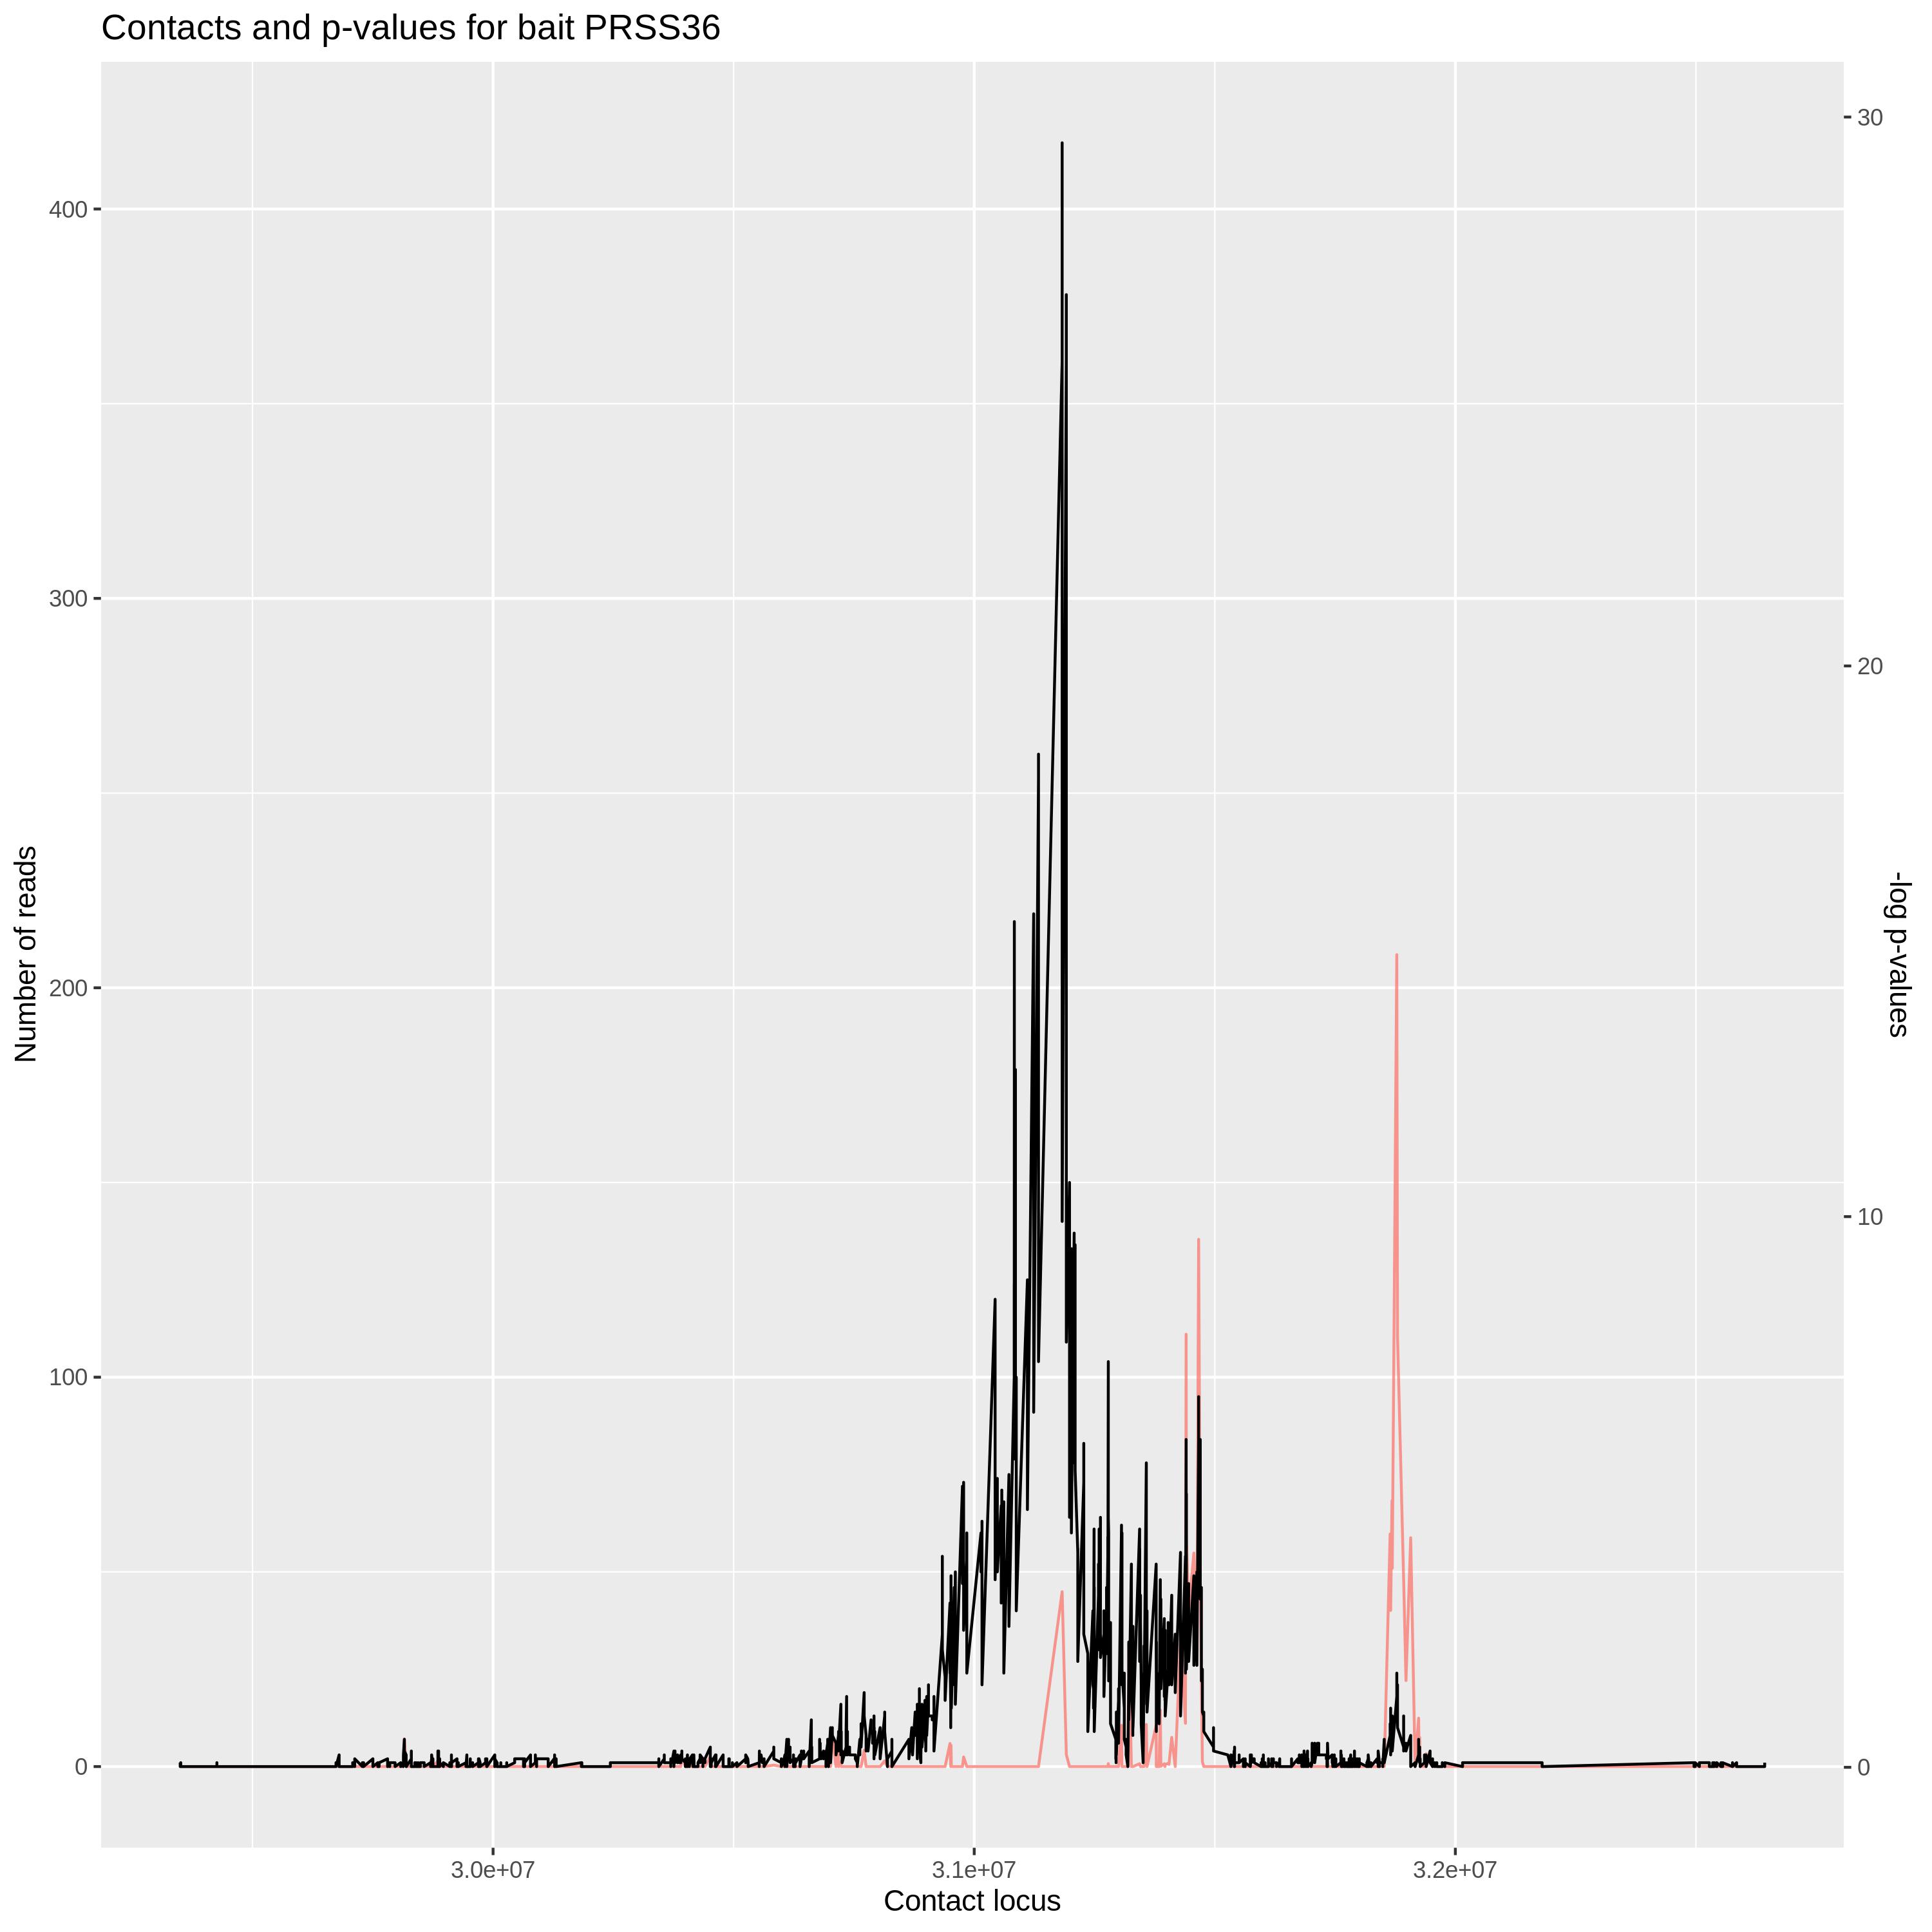 Contacts and p-values for bait PRSS36
400
300
200
100
0
30
20
10
0
Number of reads
-log p-values
3.0e+07
3.1e+07
3.2e+07
Contact locus